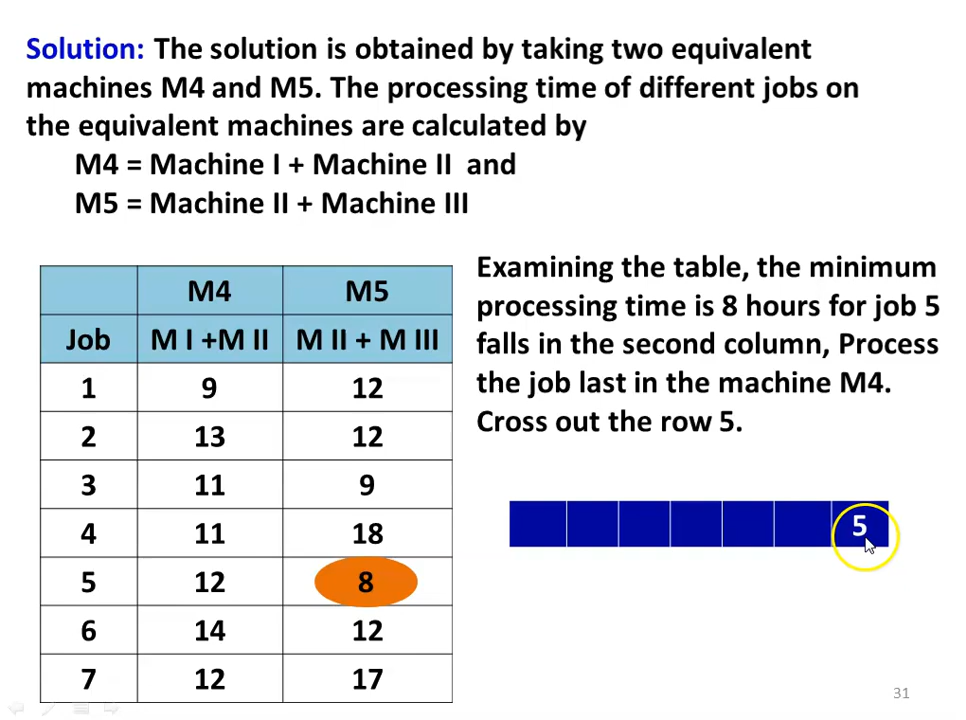 Solution: The solution is obtained by taking two equivalent
machines M4 and M5. The processing time of different jobs on
the equivalent machines are calculated by
M4 = Machine I + Machine II and
M5 = Machine II + Machine III
M4 M5
Job M I +M II M II + M III
1 9 12
2 13 12
3 11 9
4 11 18
5 12 8
6 14 12
7 12 17
Examining the table, the minimum
processing time is 8 hours for job 5
falls in the second column, Process
the job last in the machine M4.
Cross out the row 5.
5
31